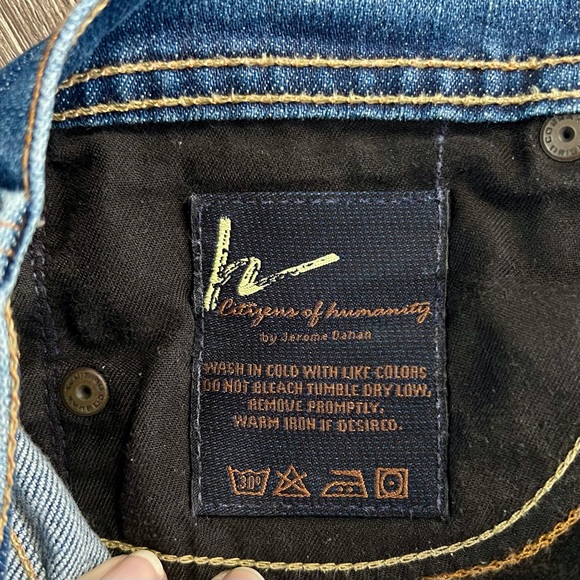 h
Citizens of humanity
by Jerome Dahan
WASH IN COLD WITH LIKE COLORS
DO NOT BLEACH TUMBLE DRY LOW,
REMOVE PROMPTLY.
WARM IRON IF DESIRED.
30°